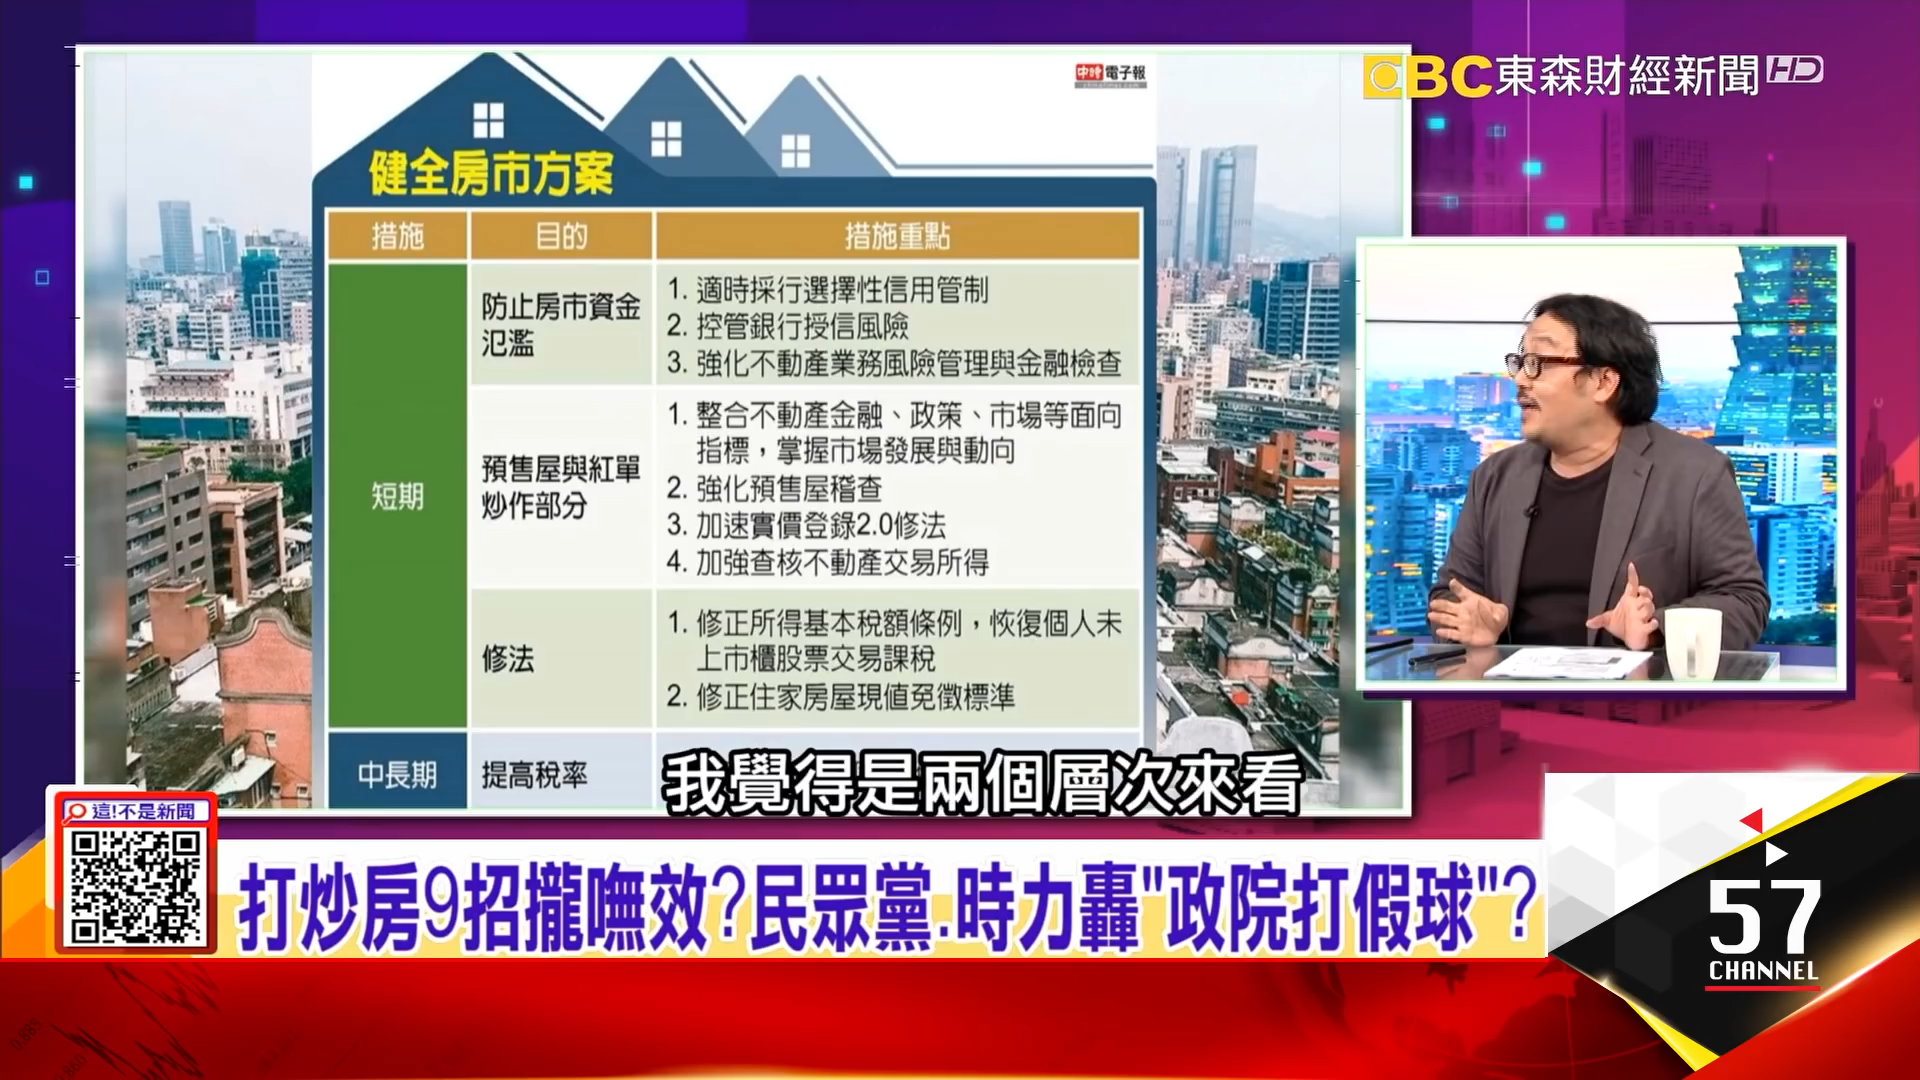 中時電子報
EBC東森財經新聞HD
健全房市方案
措施
目的
措施重點
短期
防止房市資金
氾濫
1. 適時採行選擇性信用管制
2. 控管銀行授信風險
3. 強化不動產業務風險管理與金融檢查
預售屋與紅單
炒作部分
1. 整合不動產金融、政策、市場等面向
指標，掌握市場發展與動向
2. 強化預售屋稽查
3. 加速實價登錄2.0修法
4. 加強查核不動產交易所得
修法
1. 修正所得基本稅額條例，恢復個人未
上市櫃股票交易課稅
2. 修正住家房屋現值免徵標準
中長期
提高稅率
我覺得是兩個層次來看
這!不是新聞
打炒房9招攏嘸效?民眾黨.時力轟"政院打假球"?
57
CHANNEL